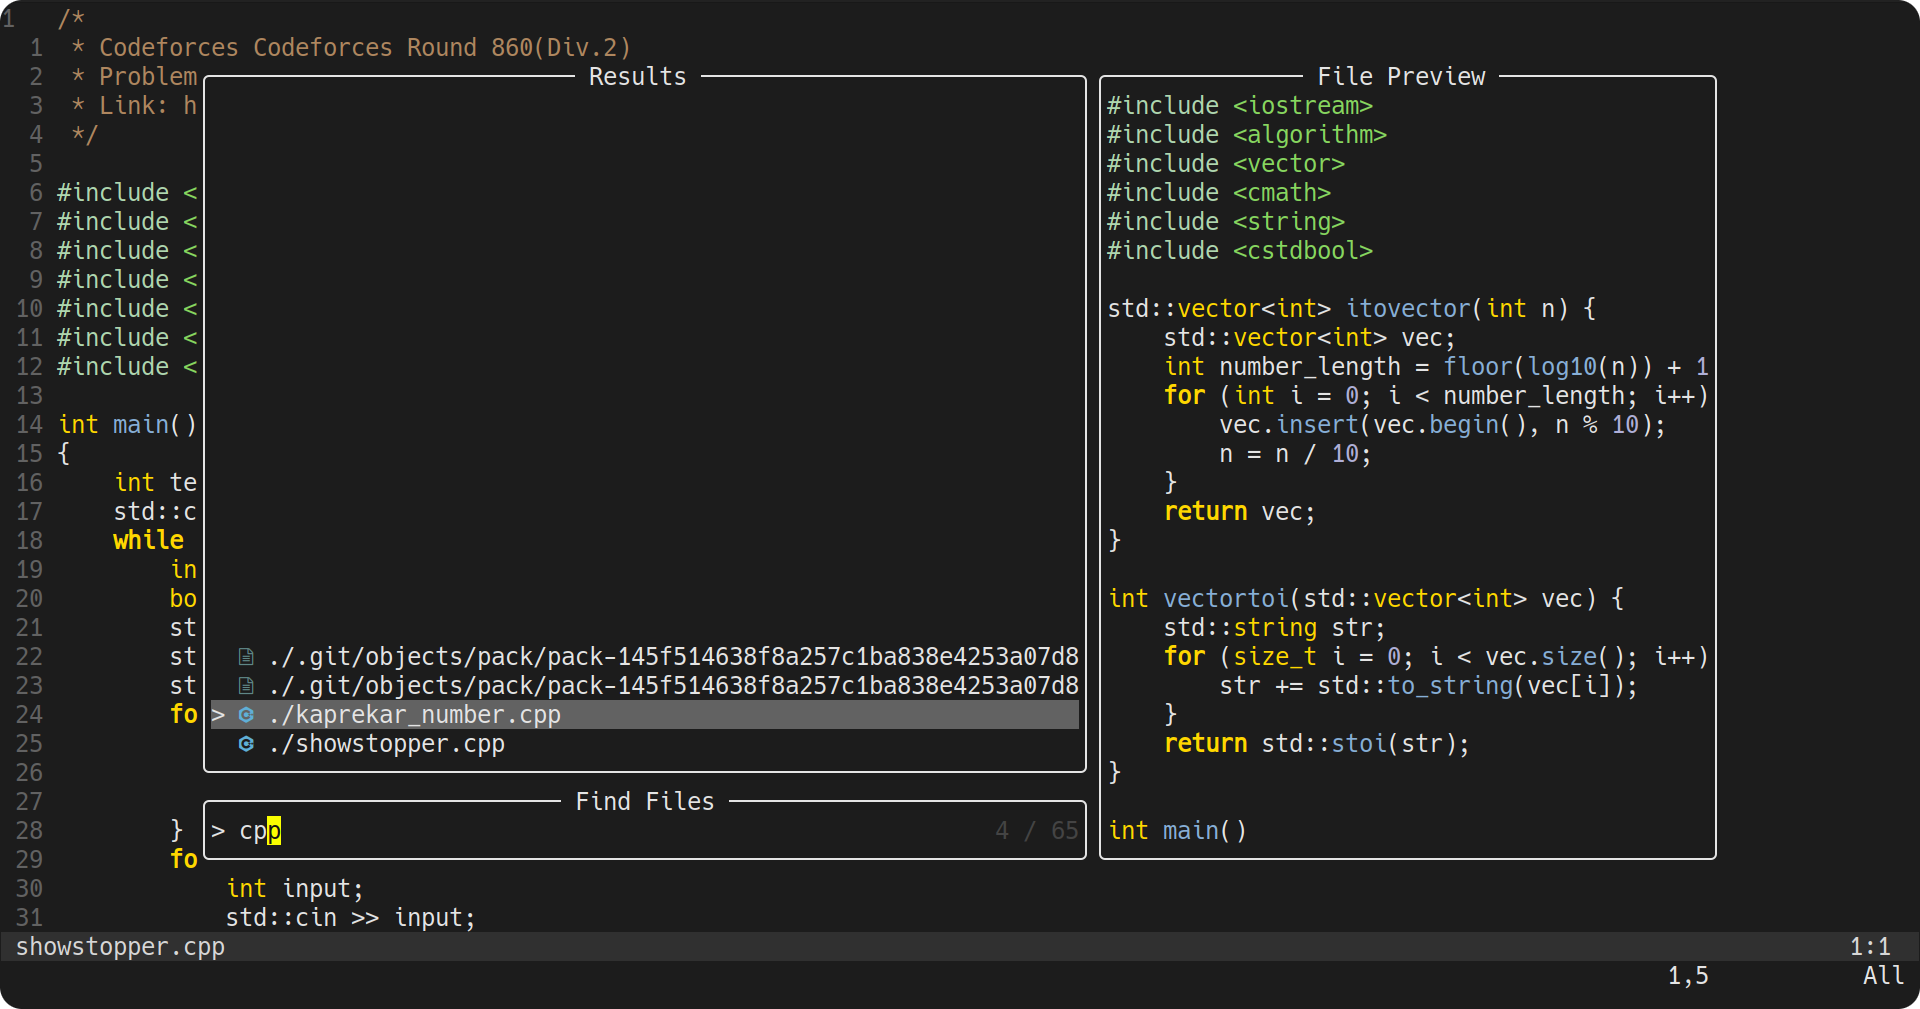 1   /*
  1  * Codeforces Codeforces Round 860(Div.2)
  2  * Problem
  3  * Link: h
  4  */
  5
  6 #include <
  7 #include <
  8 #include <
  9 #include <
 10 #include <
 11 #include <
 12 #include <
 13
 14 int main()
 15 {
 16     int te
 17     std::c
 18     while
 19         in
 20         bo
 21         st
 22         st
 23         st
 24         fo
 25
 26
 27
 28         }
 29         fo
 30             int input;
 31             std::cin >> input;
Results
./.git/objects/pack/pack-145f514638f8a257c1ba838e4253a07d8
./.git/objects/pack/pack-145f514638f8a257c1ba838e4253a07d8
> ./kaprekar_number.cpp
./showstopper.cpp
Find Files
> cpp 4 / 65
File Preview
#include <iostream>
#include <algorithm>
#include <vector>
#include <cmath>
#include <string>
#include <cstdbool>

std::vector<int> itovector(int n) {
    std::vector<int> vec;
    int number_length = floor(log10(n)) + 1
    for (int i = 0; i < number_length; i++)
        vec.insert(vec.begin(), n % 10);
        n = n / 10;
    }
    return vec;
}

int vectortoi(std::vector<int> vec) {
    std::string str;
    for (size_t i = 0; i < vec.size(); i++)
        str += std::to_string(vec[i]);
    }
    return std::stoi(str);
}

int main()
showstopper.cpp 1:1
1,5 All